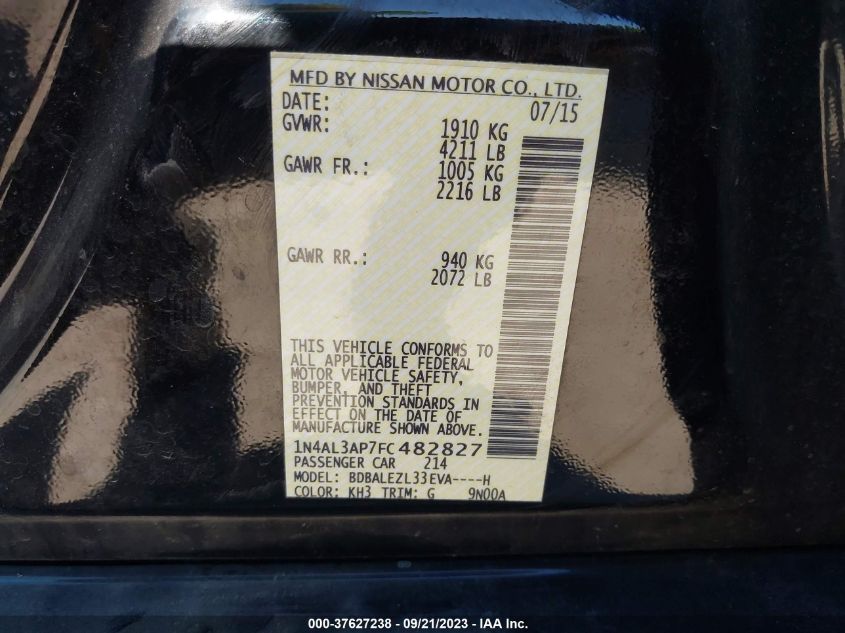 MFD BY NISSAN MOTOR CO., LTD.
DATE: 07/15
GVWR: 1910 KG
4211 LB
GAWR FR.: 1005 KG
2216 LB
GAWR RR.: 940 KG
2072 LB
THIS VEHICLE CONFORMS TO
ALL APPLICABLE FEDERAL
MOTOR VEHICLE SAFETY,
BUMPER, AND THEFT
PREVENTION STANDARDS IN
EFFECT ON THE DATE OF
MANUFACTURE SHOWN ABOVE.
1N4AL3AP7FC482827
PASSENGER CAR 214
MODEL: BDBALEZL33EVA----H
COLOR: KH3 TRIM: G 9N00A
000-37627238 - 09/21/2023 - IAA Inc.